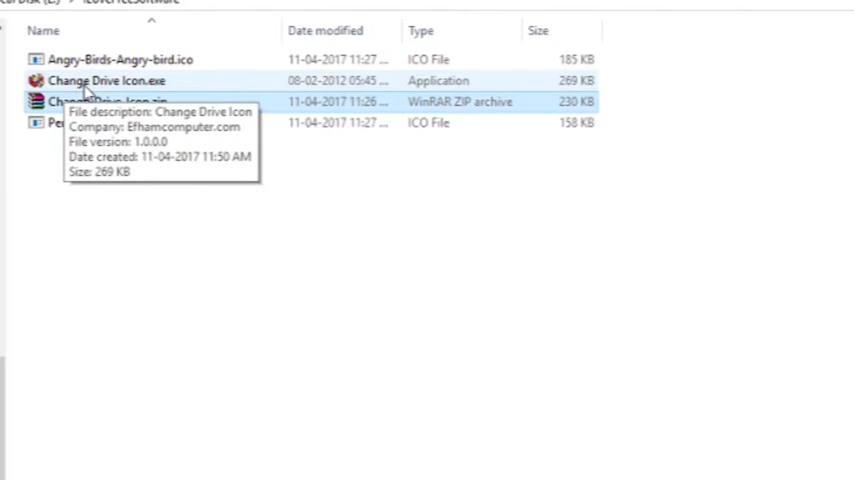 Name Date modified Type Size
Angry-Birds-Angry-bird.ico 11-04-2017 11:27 ... ICO File 185 KB
Change Drive Icon.exe 08-02-2012 05:45 ... Application 269 KB
Change Drive Icon.zip 11-04-2017 11:26 ... WinRAR ZIP archive 230 KB
11-04-2017 11:27 ... ICO File 158 KB
File description: Change Drive Icon
Company: Efhamcomputer.com
File version: 1.0.0.0
Date created: 11-04-2017 11:50 AM
Size: 269 KB